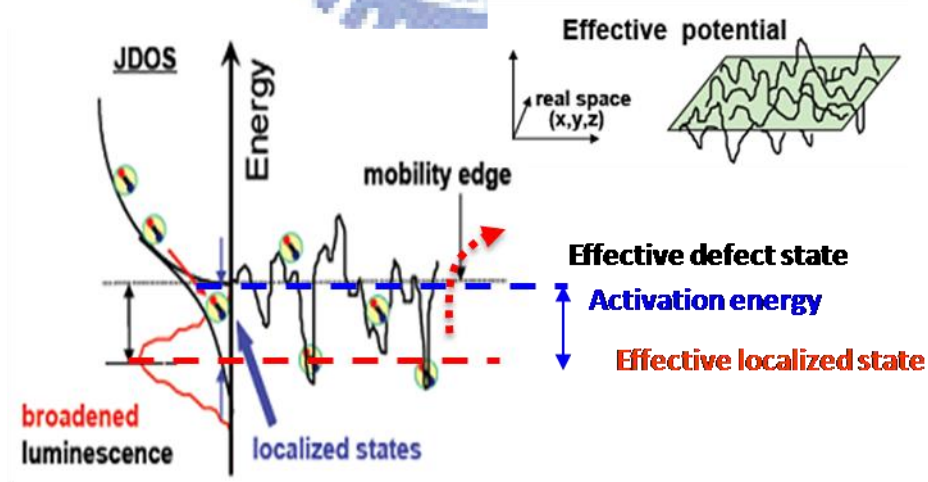 Effective potential
JDOS
Energy
real space
(x,y,z)
mobility edge
Effective defect state
Activation energy
Effective localized state
broadened
luminescence
localized states